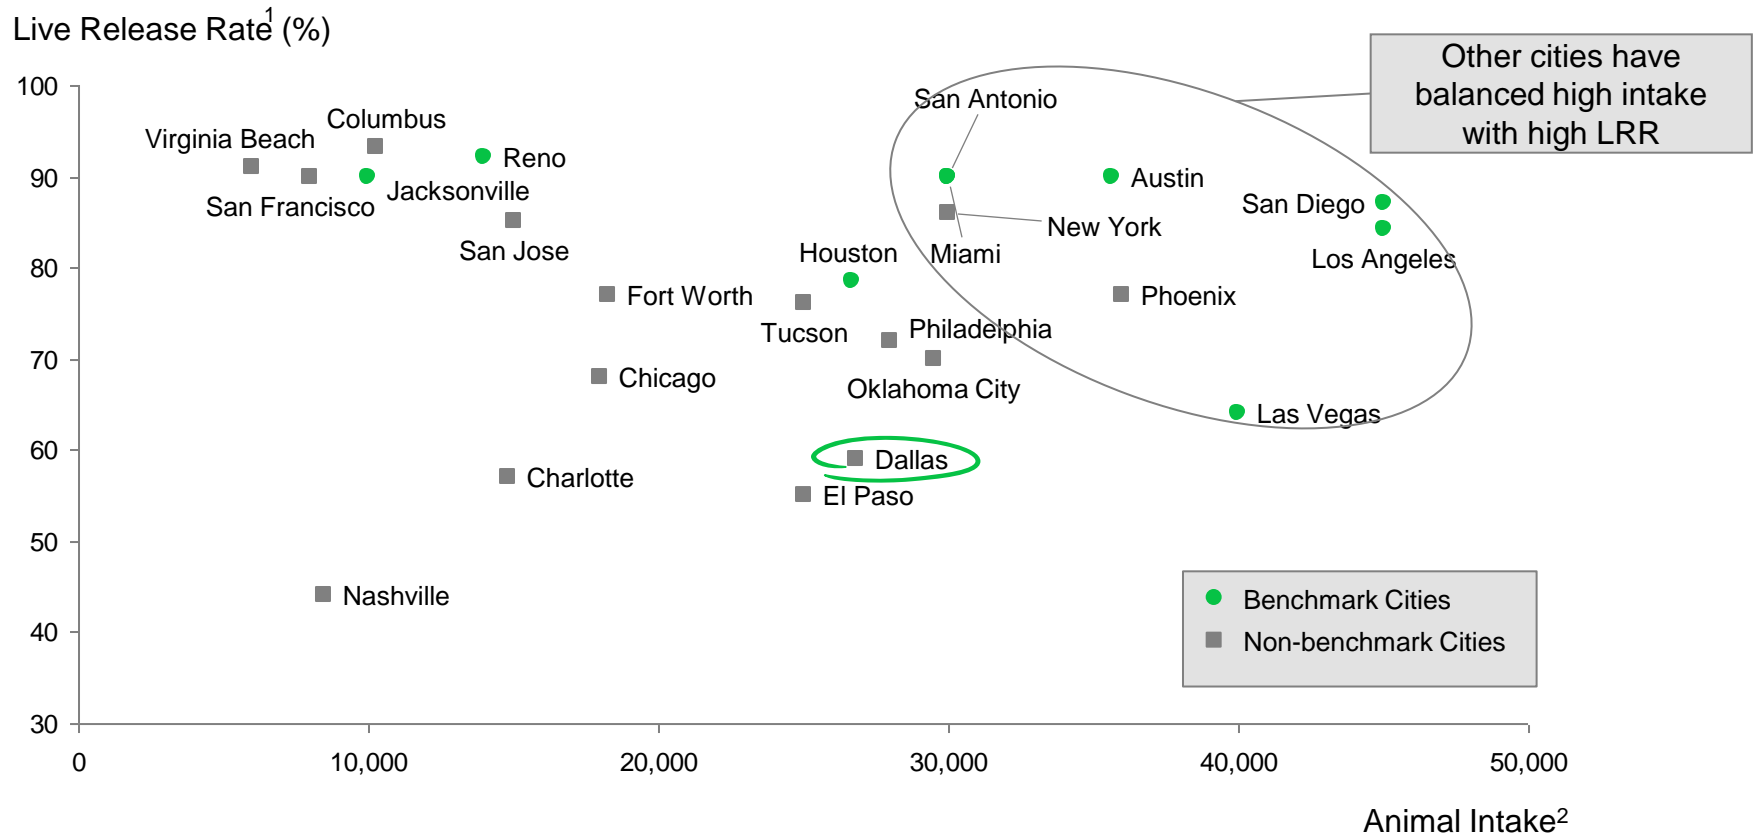 Live Release Rate1 (%)
Other cities have
balanced high intake
with high LRR
100
90
80
70
60
50
40
30
San Antonio
Columbus
Virginia Beach
Reno
Jacksonville
San Francisco
Austin
San Diego
New York
San Jose
Houston
Miami
Los Angeles
Fort Worth
Phoenix
Tucson
Philadelphia
Chicago
Oklahoma City
Las Vegas
Dallas
Charlotte
El Paso
Nashville
Benchmark Cities
Non-benchmark Cities
0
10,000
20,000
30,000
40,000
50,000
Animal Intake2